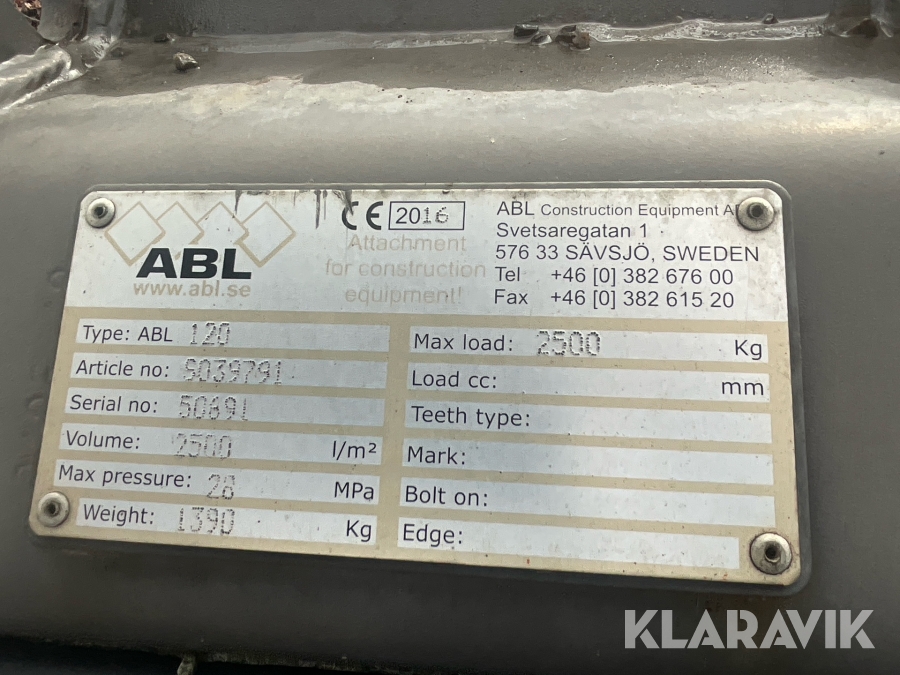 ABL
www.abl.se
CE 2016
Attachment
for construction
equipment!
ABL Construction Equipment
Svetsaregatan 1
576 33 SÄVSJÖ, SWEDEN
Tel +46 [0] 382 676 00
Fax +46 [0] 382 615 20
Type: ABL 120
Article no: S039791
Serial no: 50691
Volume: 2500 l/m²
Max pressure: 28 MPa
Weight: 1390 Kg
Max load: 2500 Kg
Load cc: mm
Teeth type:
Mark:
Bolt on:
Edge:
KLARAVIK